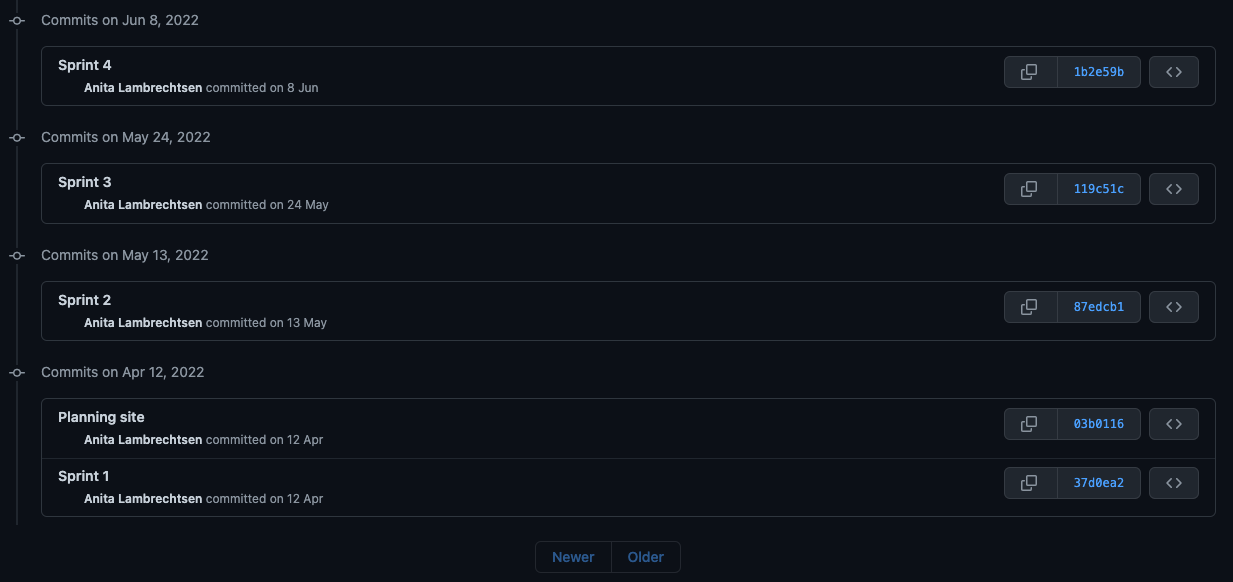 Commits on Jun 8, 2022
Sprint 4
1b2e59b
Anita Lambrechtsen committed on 8 Jun
Commits on May 24, 2022
Sprint 3
119c51c
Anita Lambrechtsen committed on 24 May
Commits on May 13, 2022
Sprint 2
87edcb1
Anita Lambrechtsen committed on 13 May
Commits on Apr 12, 2022
Planning site
03b0116
Anita Lambrechtsen committed on 12 Apr
Sprint 1
37d0ea2
Anita Lambrechtsen committed on 12 Apr
Newer Older